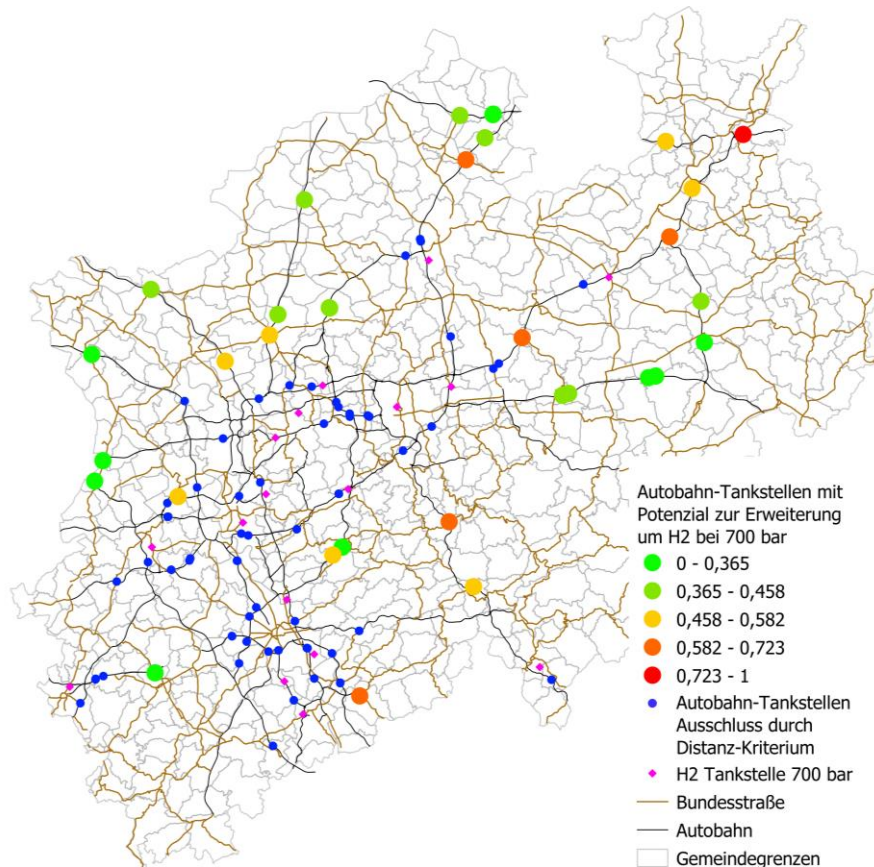 Autobahn-Tankstellen mit
Potenzial zur Erweiterung
um H2 bei 700 bar
0 - 0,365
0,365 - 0,458
0,458 - 0,582
0,582 - 0,723
0,723 - 1
Autobahn-Tankstellen
Ausschluss durch
Distanz-Kriterium
H2 Tankstelle 700 bar
Bundesstraße
Autobahn
Gemeindegrenzen